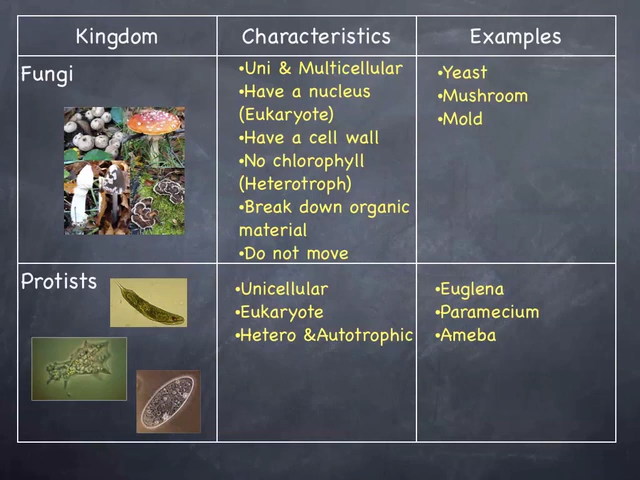 Kingdom
Characteristics
Examples
Fungi
•Uni & Multicellular
•Have a nucleus
(Eukaryote)
•Have a cell wall
•No chlorophyll
(Heterotroph)
•Break down organic
material
•Do not move
•Yeast
•Mushroom
•Mold
Protists
•Unicellular
•Eukaryote
•Hetero &Autotrophic
•Euglena
•Paramecium
•Ameba